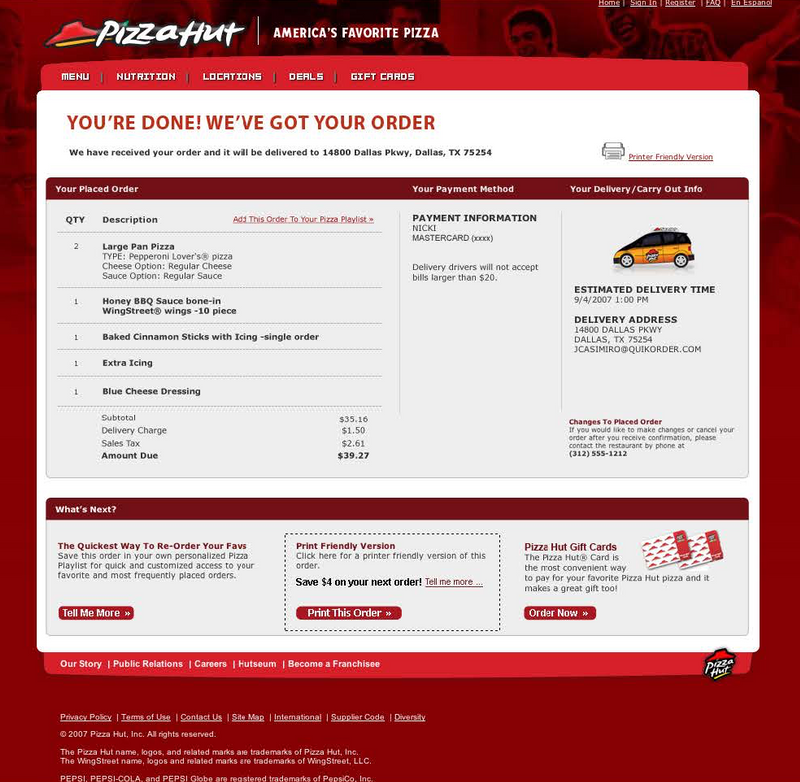 Home | Sign In | Register | FAQ | En Espanol
Pizza Hut AMERICA'S FAVORITE PIZZA
MENU | NUTRITION | LOCATIONS | DEALS | GIFT CARDS
YOU'RE DONE! WE'VE GOT YOUR ORDER
We have received your order and it will be delivered to 14800 Dallas Pkwy, Dallas, TX 75254
Printer Friendly Version
Your Placed Order
QTY Description Add This Order To Your Pizza Playlist »
2 Large Pan Pizza
TYPE: Pepperoni Lover's® pizza
Cheese Option: Regular Cheese
Sauce Option: Regular Sauce
1 Honey BBQ Sauce bone-in
WingStreet® wings -10 piece
1 Baked Cinnamon Sticks with Icing -single order
1 Extra Icing
1 Blue Cheese Dressing
Subtotal $35.16
Delivery Charge $1.50
Sales Tax $2.61
Amount Due $39.27
Your Payment Method
PAYMENT INFORMATION
NICKI
MASTERCARD (xxxx)
Delivery drivers will not accept
bills larger than $20.
Your Delivery/Carry Out Info
ESTIMATED DELIVERY TIME
9/4/2007 1:00 PM
DELIVERY ADDRESS
14800 DALLAS PKWY
DALLAS, TX 75254
JCASIMIRO@QUIKORDER.COM
Changes To Placed Order
If you would like to make changes or cancel your
order after you receive confirmation, please
contact the restaurant by phone at
(312) 555-1212
What's Next?
The Quickest Way To Re-Order Your Favs
Save this order in your own personalized Pizza
Playlist for quick and customized access to your
favorite and most frequently placed orders.
Tell Me More »
Print Friendly Version
Click here for a printer friendly version of this
order.
Save $4 on your next order! Tell me more ...
Print This Order »
Pizza Hut Gift Cards
The Pizza Hut® Card is
the most convenient way
to pay for your favorite Pizza Hut pizza and it
makes a great gift too!
Order Now »
Our Story | Public Relations | Careers | Hutseum | Become a Franchisee
Pizza Hut
Privacy Policy | Terms of Use | Contact Us | Site Map | International | Supplier Code | Diversity
© 2007 Pizza Hut, Inc. All rights reserved.
The Pizza Hut name, logos, and related marks are trademarks of Pizza Hut, Inc.
The WingStreet name, logos and related marks are trademarks of WingStreet, LLC.
PEPSI, PEPSI-COLA, and PEPSI Globe are registered trademarks of PepsiCo, Inc.